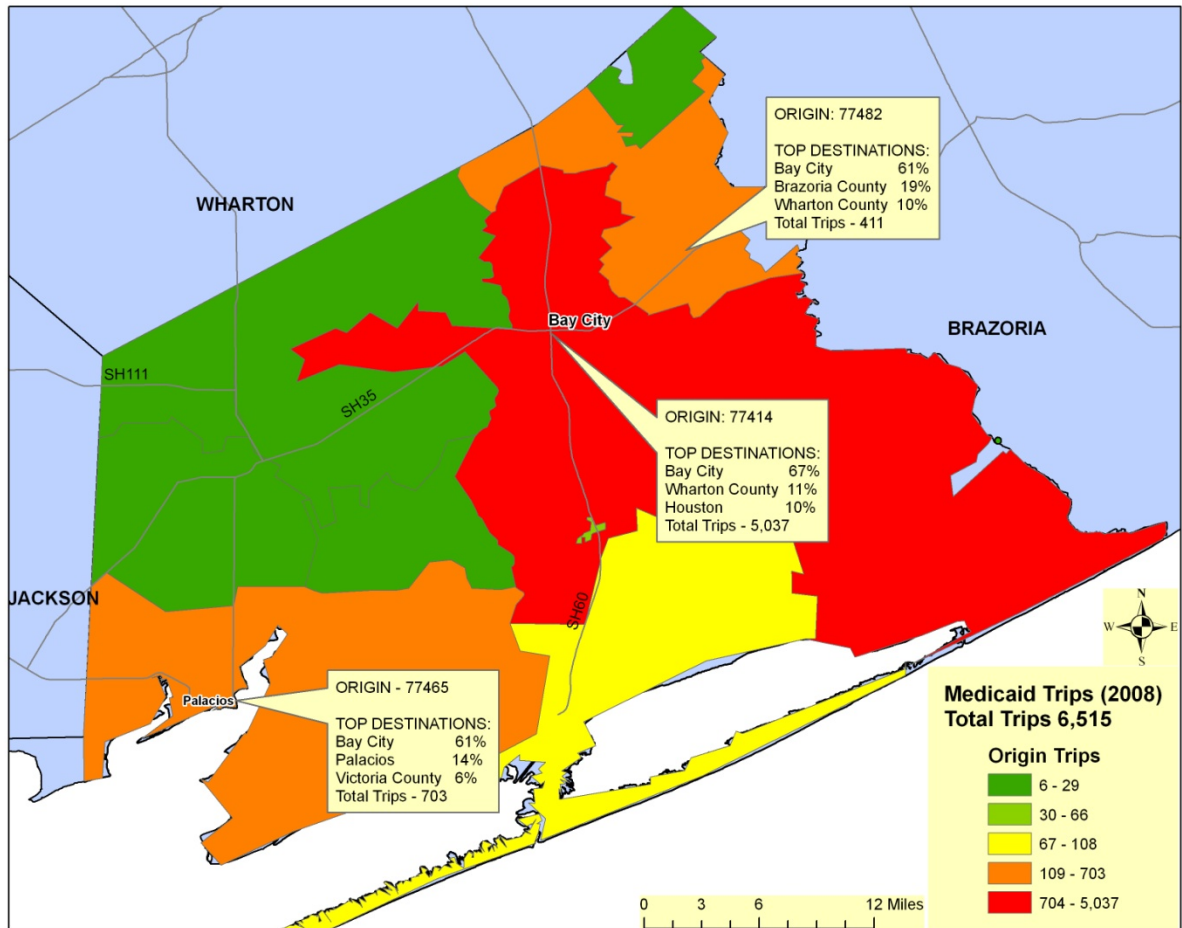 WHARTON
BRAZORIA
JACKSON
SH111
SH35
SH60
Bay City
Palacios
ORIGIN: 77482
TOP DESTINATIONS:
Bay City 61%
Brazoria County 19%
Wharton County 10%
Total Trips - 411
ORIGIN: 77414
TOP DESTINATIONS:
Bay City 67%
Wharton County 11%
Houston 10%
Total Trips - 5,037
ORIGIN - 77465
TOP DESTINATIONS:
Bay City 61%
Palacios 14%
Victoria County 6%
Total Trips - 703
N
W E
S
Medicaid Trips (2008)
Total Trips 6,515
Origin Trips
6 - 29
30 - 66
67 - 108
109 - 703
704 - 5,037
0 3 6 12 Miles